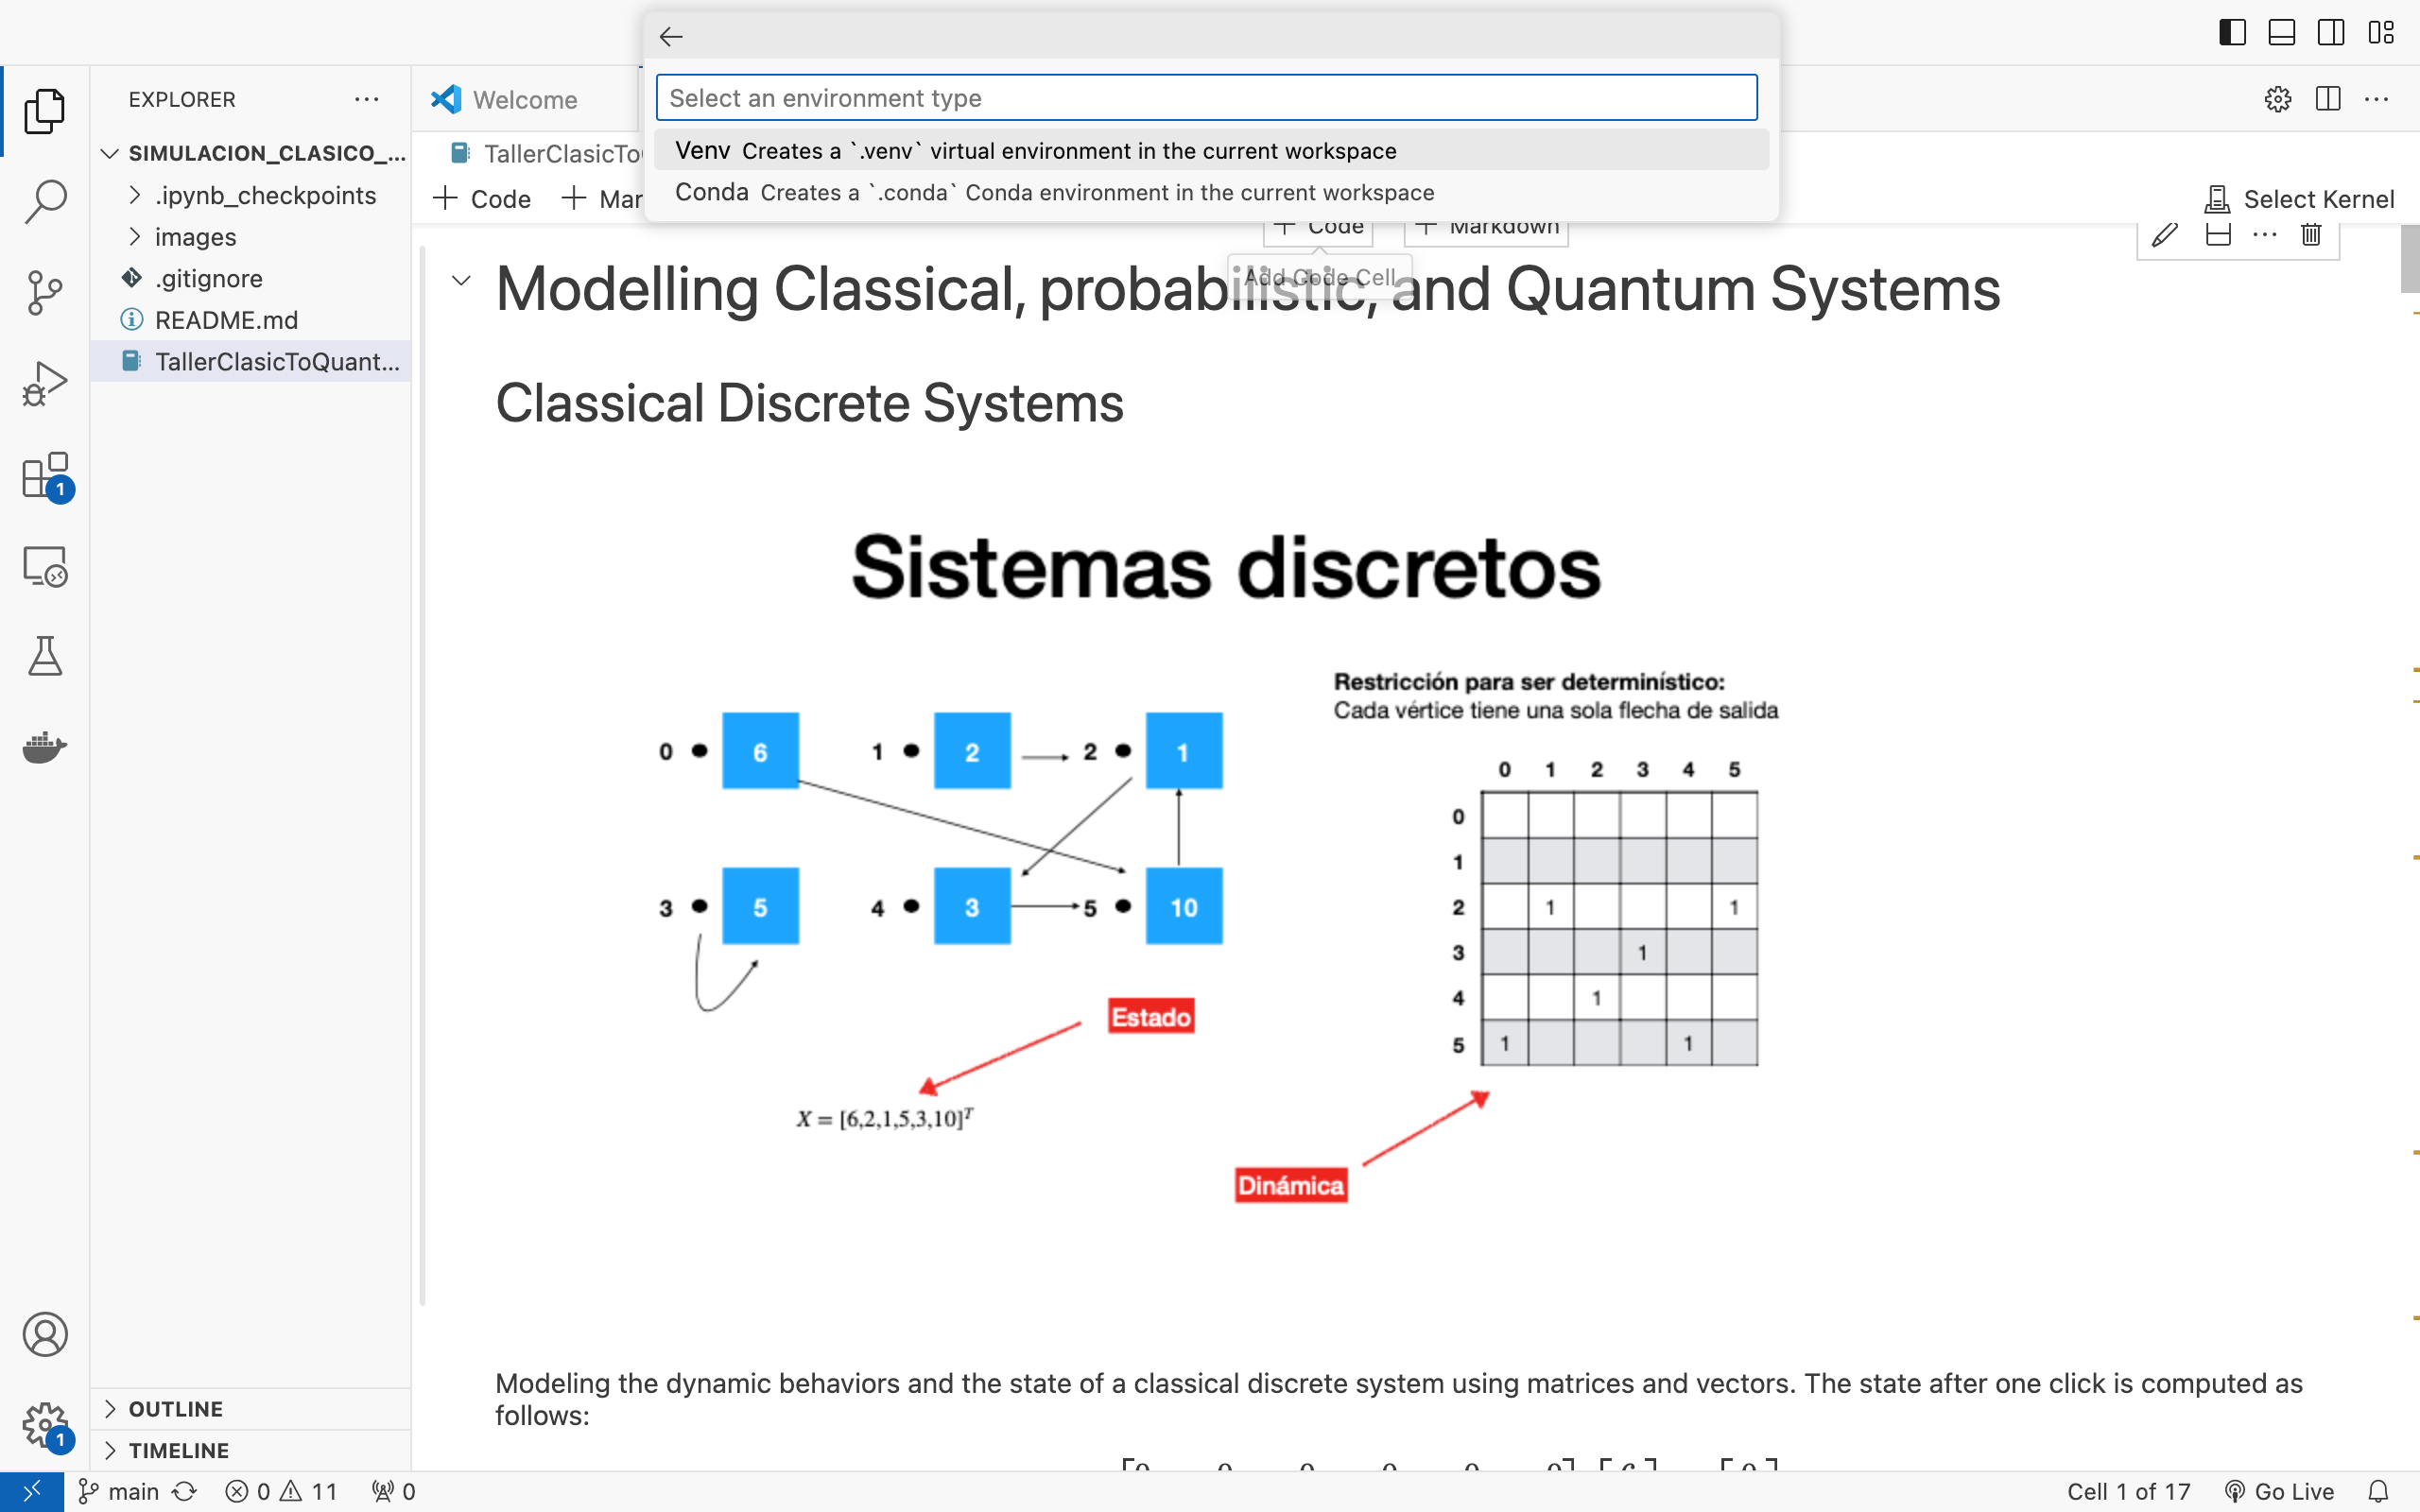 Select an environment type
Venv Creates a `.venv` virtual environment in the current workspace
Conda Creates a `.conda` Conda environment in the current workspace
EXPLORER
SIMULACION_CLASICO_...
.ipynb_checkpoints
images
.gitignore
README.md
TallerClasicToQuant...
OUTLINE
TIMELINE
1
1
Welcome
TallerClasicTo
Code
Mar
Select Kernel
Code Markdown
Add Code Cell
Modelling Classical, probabilistic, and Quantum Systems
Classical Discrete Systems
Sistemas discretos
Restricción para ser determinístico:
Cada vértice tiene una sola flecha de salida
0 6 1 2 2 1
3 5 4 3 5 10
0 1 2 3 4 5
0
1
2 1 1
3 1
4 1
5 1 1
Estado
X = [6,2,1,5,3,10]ᵀ
Dinámica
Modeling the dynamic behaviors and the state of a classical discrete system using matrices and vectors. The state after one click is computed as
follows:
main 0 11 0
Cell 1 of 17 Go Live